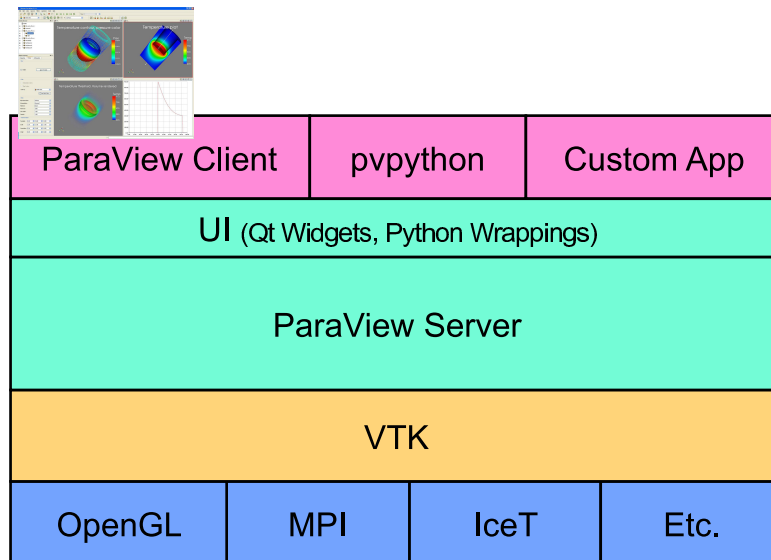 ParaView Client
pvpython
Custom App
UI (Qt Widgets, Python Wrappings)
ParaView Server
VTK
OpenGL
MPI
IceT
Etc.